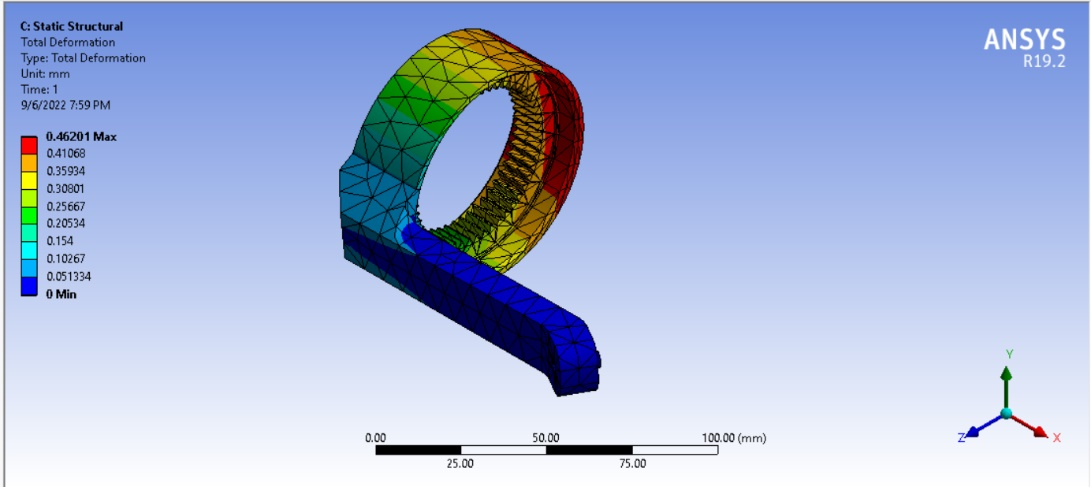 C: Static Structural
Total Deformation
Type: Total Deformation
Unit: mm
Time: 1
9/6/2022 7:59 PM
0.46201 Max
0.41068
0.35934
0.30801
0.25667
0.20534
0.154
0.10267
0.051334
0 Min
ANSYS
R19.2
0.00 50.00 100.00 (mm)
25.00 75.00
Y
Z X